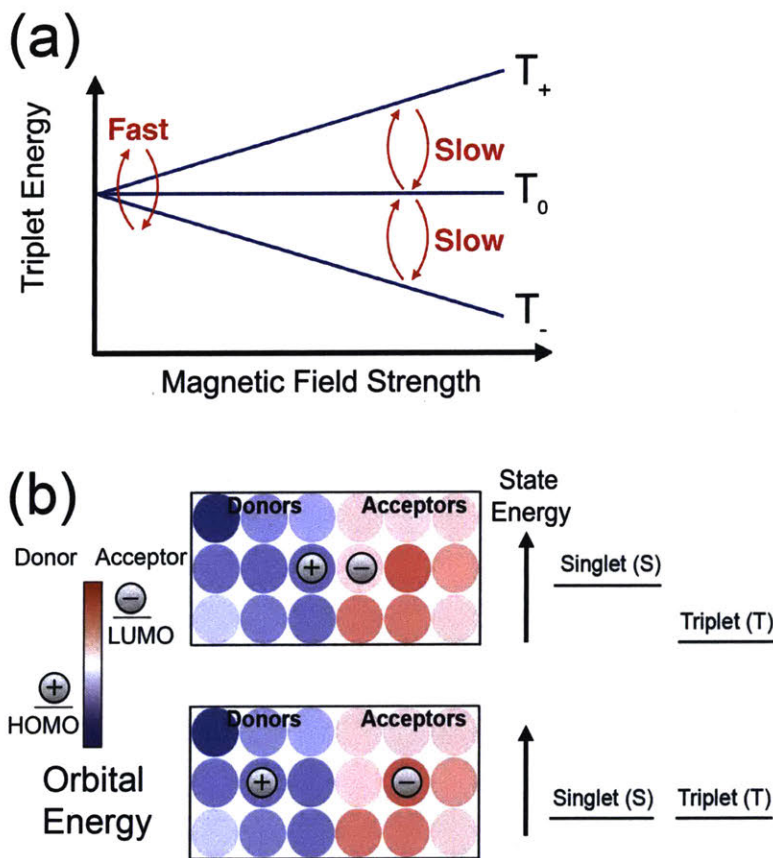 (a)
Triplet Energy
Fast
Slow
Slow
T+
T0
T-
Magnetic Field Strength
(b)
Donor Acceptor
−
LUMO
+
HOMO
Orbital
Energy
Donors Acceptors
+ −
State
Energy
Singlet (S)
Triplet (T)
Donors Acceptors
+ −
Singlet (S) Triplet (T)